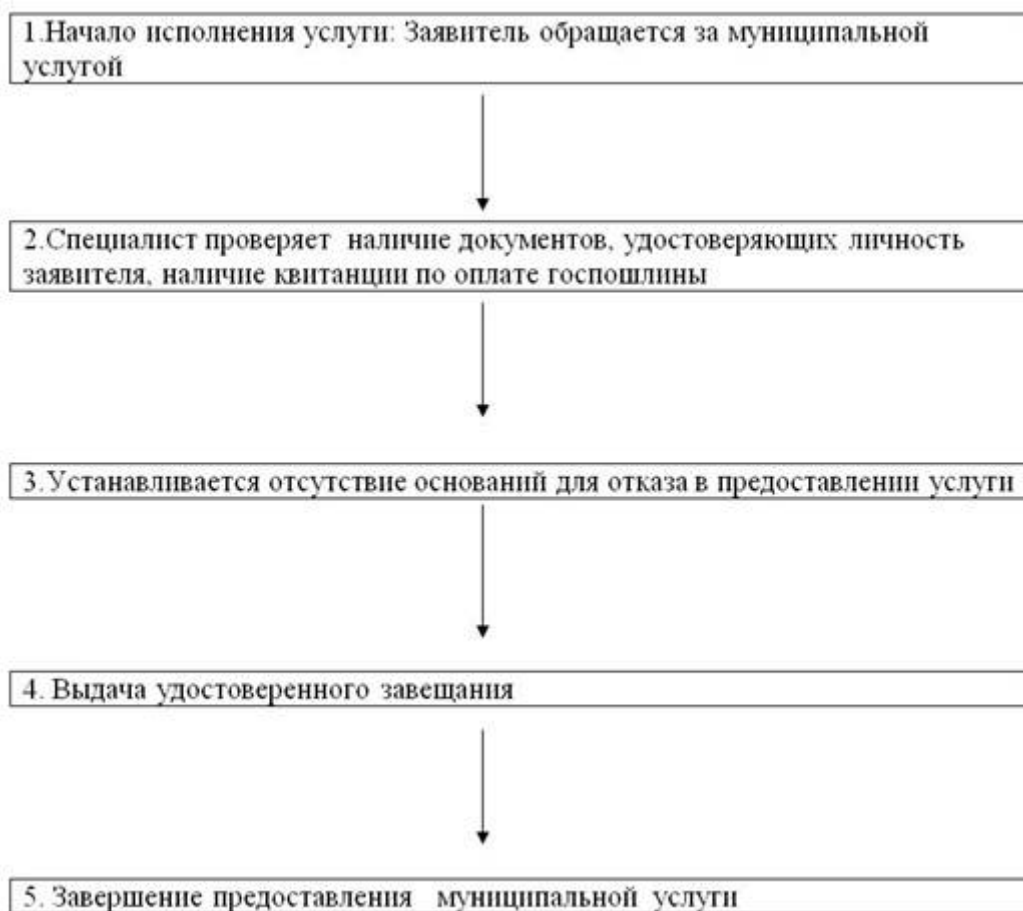 1.Начало исполнения услуги: Заявитель обращается за муниципальной
услугой
2.Специалист проверяет наличие документов, удостоверяющих личность
заявителя, наличие квитанции по оплате госпошлины
3.Устанавливается отсутствие оснований для отказа в предоставлении услуги
4. Выдача удостоверенного завещания
5. Завершение предоставления муниципальной услуги